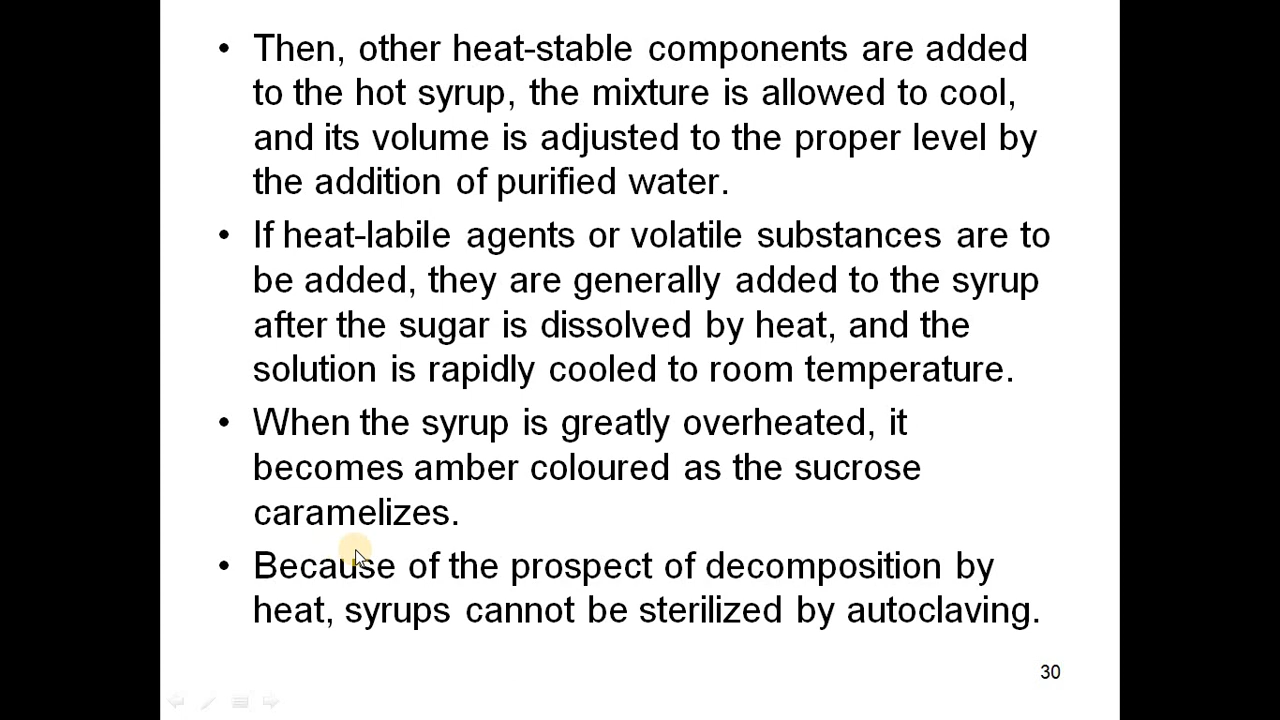 • Then, other heat-stable components are added
to the hot syrup, the mixture is allowed to cool,
and its volume is adjusted to the proper level by
the addition of purified water.
• If heat-labile agents or volatile substances are to
be added, they are generally added to the syrup
after the sugar is dissolved by heat, and the
solution is rapidly cooled to room temperature.
• When the syrup is greatly overheated, it
becomes amber coloured as the sucrose
caramelizes.
• Because of the prospect of decomposition by
heat, syrups cannot be sterilized by autoclaving.
30